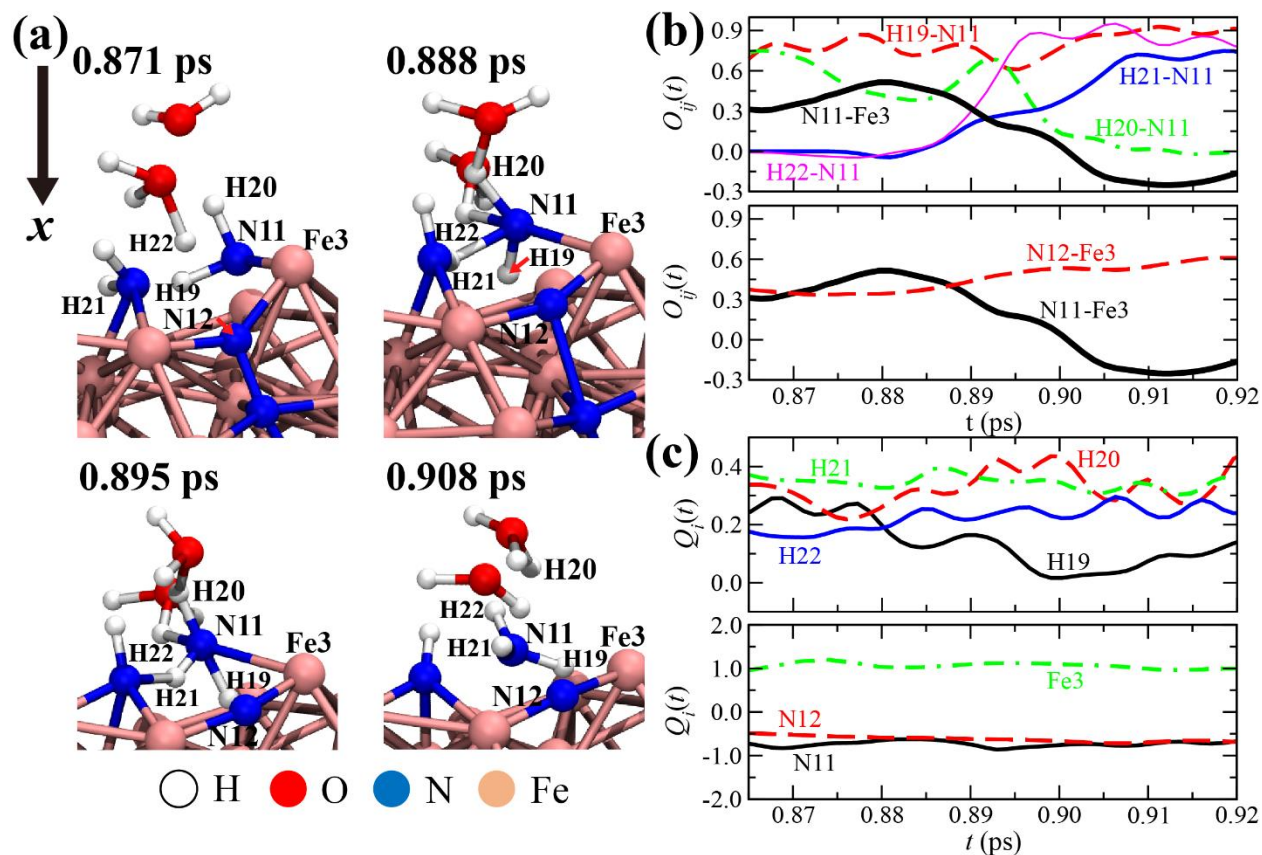 (a)
x
0.871 ps
H20
H22
N11
Fe3
H21
H19
N12
0.888 ps
H20
N11
Fe3
H22
H19
H21
N12
0.895 ps
H20
N11
Fe3
H22
H19
H21
N12
0.908 ps
H20
H22
N11
Fe3
H21
H19
N12
H O N Fe
(b)
Oij(t)
0.9
0.6
0.3
0.0
-0.3
H19-N11
H21-N11
N11-Fe3
H20-N11
H22-N11
Oij(t)
0.9
0.6
0.3
0.0
-0.3
N12-Fe3
N11-Fe3
0.87 0.88 0.89 0.90 0.91 0.92
t (ps)
(c)
Qi(t)
0.4
0.2
0.0
H21
H20
H22
H19
Qi(t)
2.0
1.0
0.0
-1.0
-2.0
Fe3
N12
N11
0.87 0.88 0.89 0.90 0.91 0.92
t (ps)